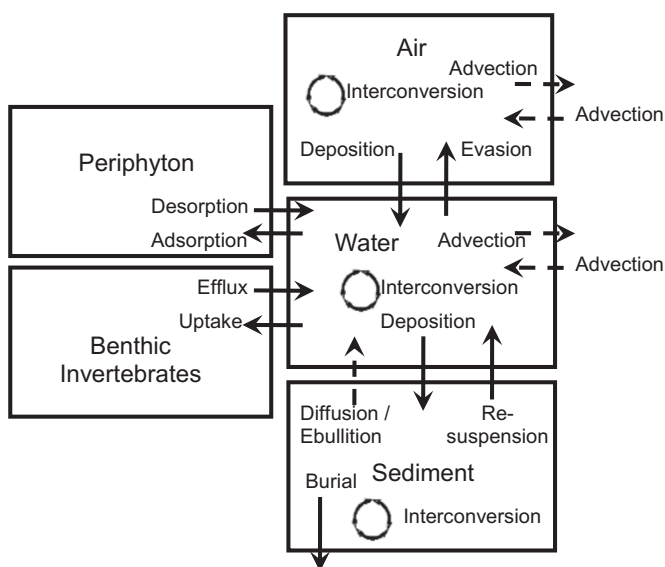 Air
Advection
Interconversion
Advection
Deposition
Evasion
Periphyton
Desorption
Adsorption
Water
Advection
Advection
Efflux
Interconversion
Uptake
Deposition
Benthic
Invertebrates
Diffusion /
Ebullition
Re-
suspension
Sediment
Burial
Interconversion